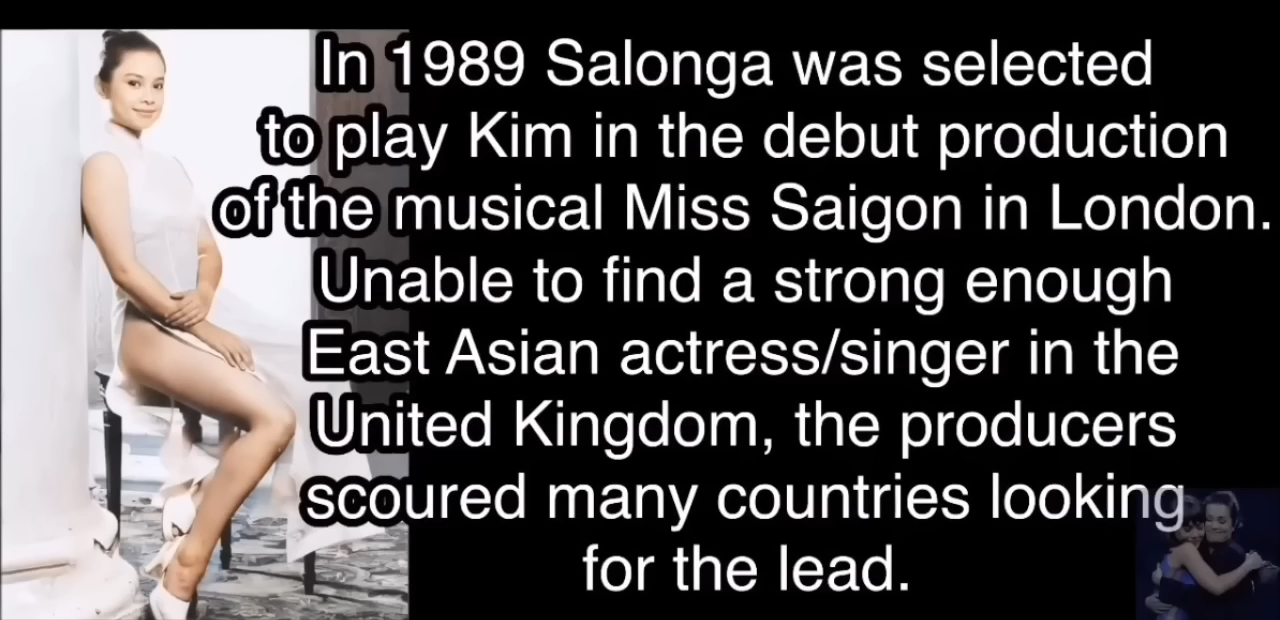 In 1989 Salonga was selected
to play Kim in the debut production
of the musical Miss Saigon in London.
Unable to find a strong enough
East Asian actress/singer in the
United Kingdom, the producers
scoured many countries looking
for the lead.